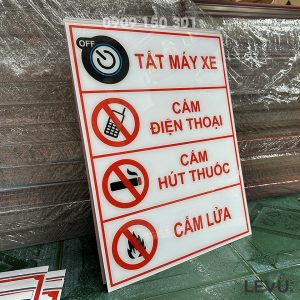 0909 150 301
OFF
TẮT MÁY XE
CẤM
ĐIỆN THOẠI
CẤM
HÚT THUỐC
CẤM LỬA
LEVU.